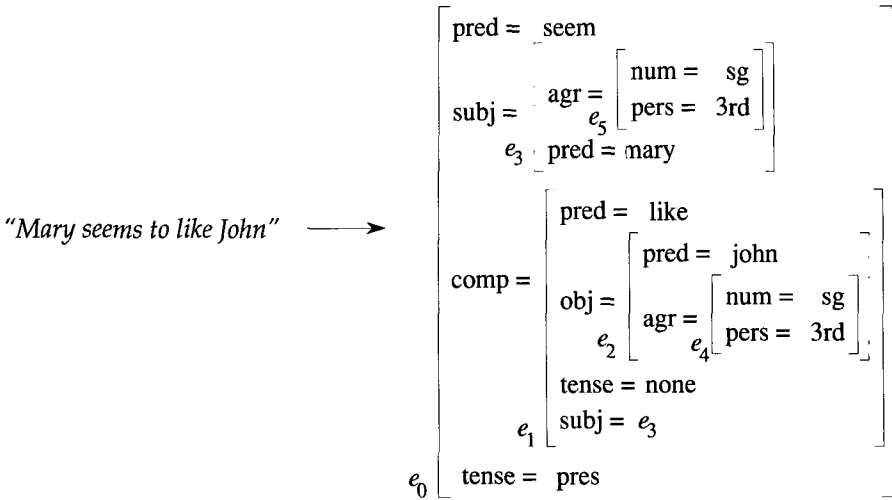 pred = seem
agr = num = sg
subj = e5 pers = 3rd
e3 pred = mary
"Mary seems to like John"
pred = like
pred = john
comp = obj = agr = num = sg
e2 e4 pers = 3rd
tense = none
e1 subj = e3
e0 tense = pres